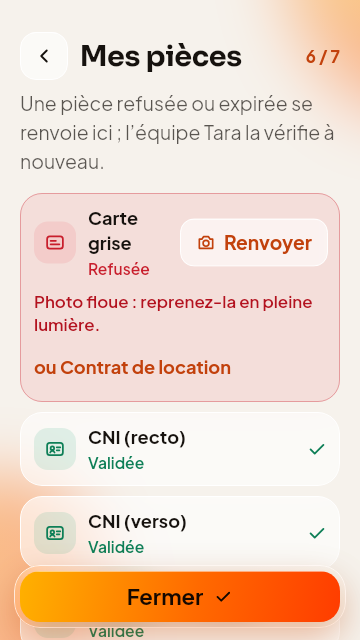 Mes pièces
6 / 7
Une pièce refusée ou expirée se
renvoie ici ; l'équipe Tara la vérifie à
nouveau.
Carte
grise
Refusée
Renvoyer
Photo floue : reprenez-la en pleine
lumière.
ou Contrat de location
CNI (recto)
Validée
CNI (verso)
Validée
Fermer
Validée